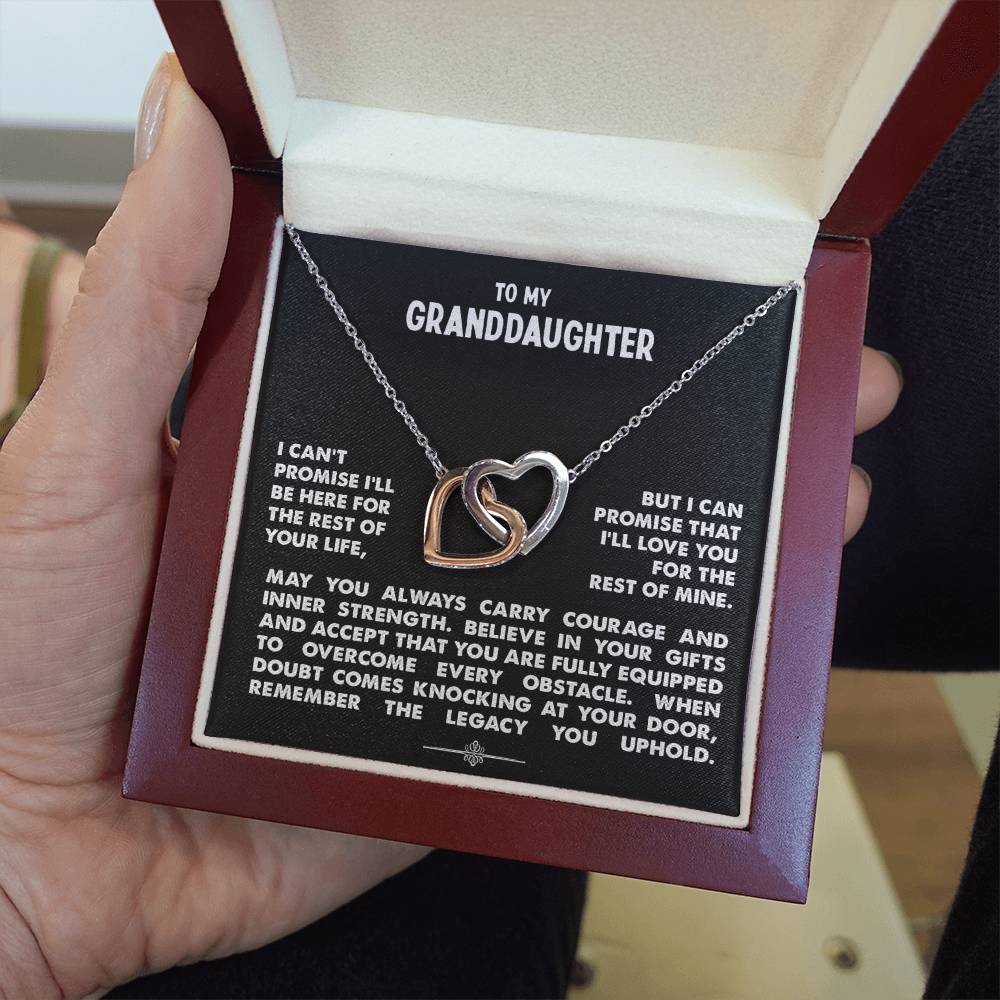 TO MY
GRANDDAUGHTER
I CAN'T
PROMISE I'LL
BE HERE FOR
THE REST OF
YOUR LIFE,
BUT I CAN
PROMISE THAT
I'LL LOVE YOU
FOR THE
REST OF MINE.
MAY YOU ALWAYS CARRY COURAGE AND
INNER STRENGTH. BELIEVE IN YOUR GIFTS
AND ACCEPT THAT YOU ARE FULLY EQUIPPED
TO OVERCOME EVERY OBSTACLE. WHEN
DOUBT COMES KNOCKING AT YOUR DOOR,
REMEMBER THE LEGACY YOU UPHOLD.